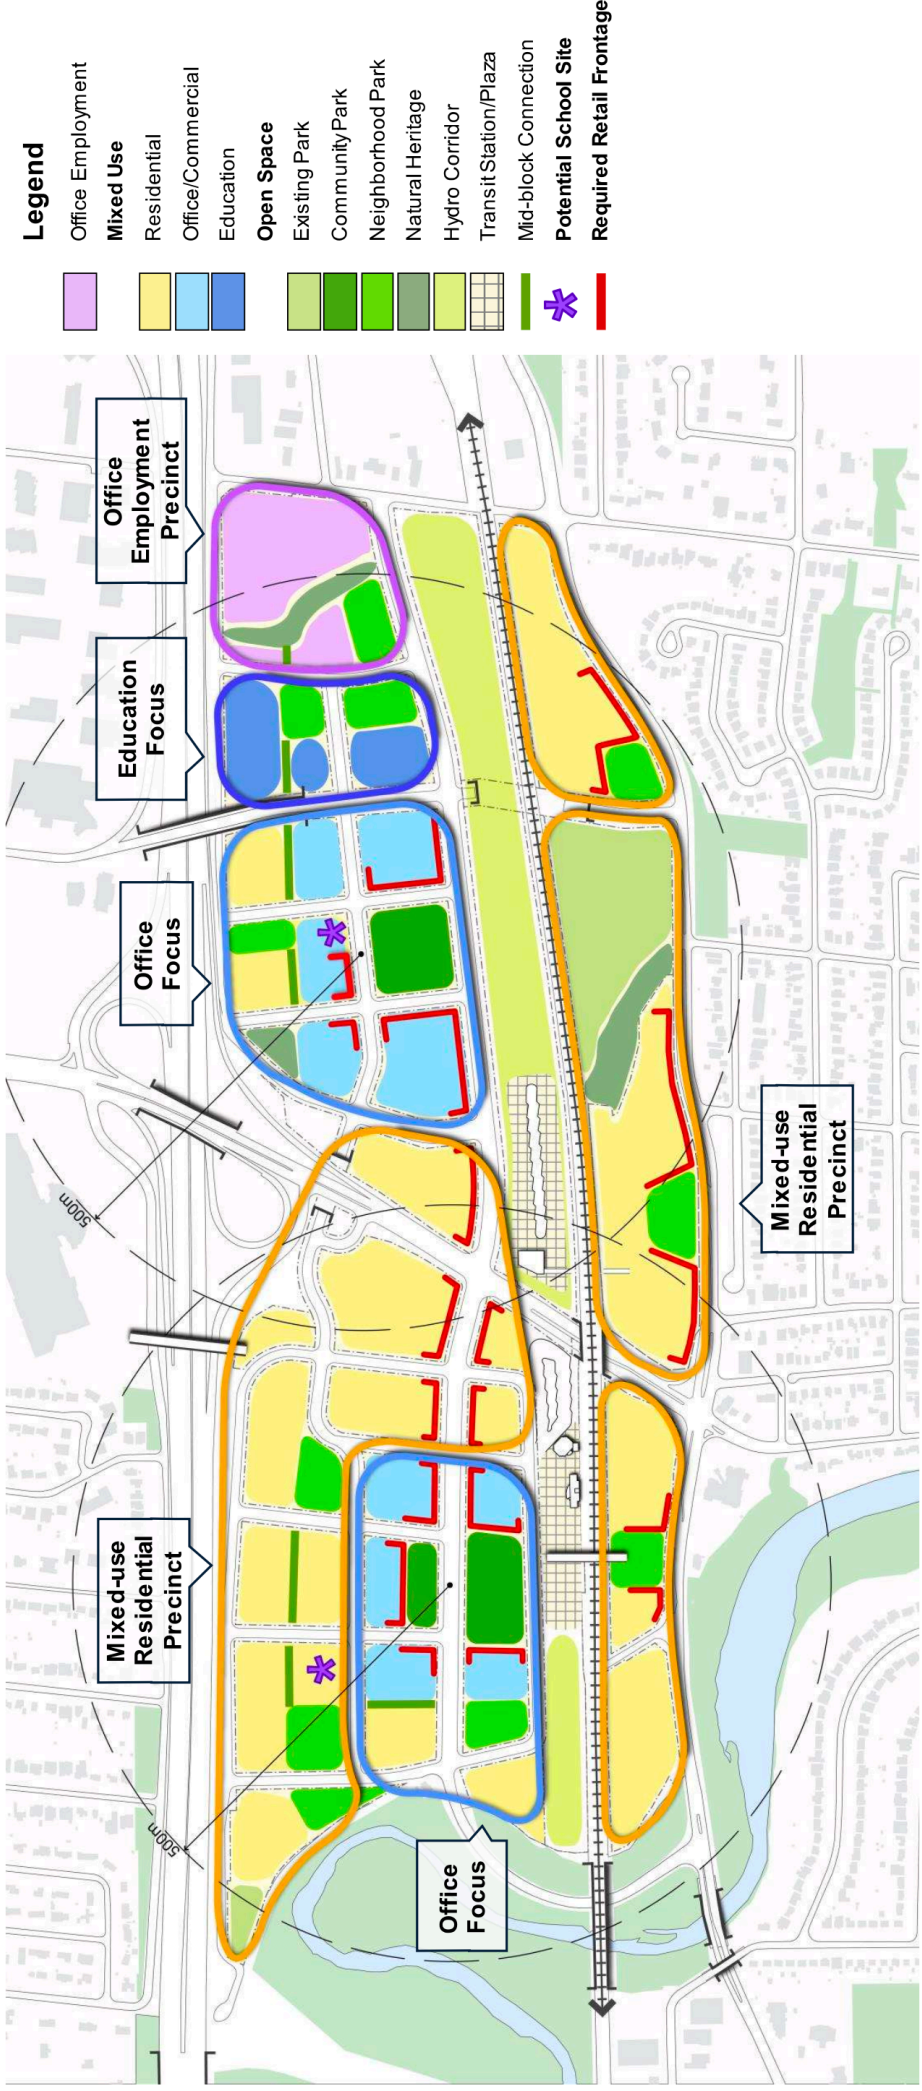 Legend
Office Employment
Mixed Use
Residential
Office/Commercial
Education
Open Space
Existing Park
Community Park
Neighborhood Park
Natural Heritage
Hydro Corridor
Transit Station/Plaza
Mid-block Connection
Potential School Site
Required Retail Frontage
Mixed-use
Residential
Precinct
Office
Focus
Education
Focus
Office
Employment
Precinct
500m
500m
Office
Focus
Mixed-use
Residential
Precinct